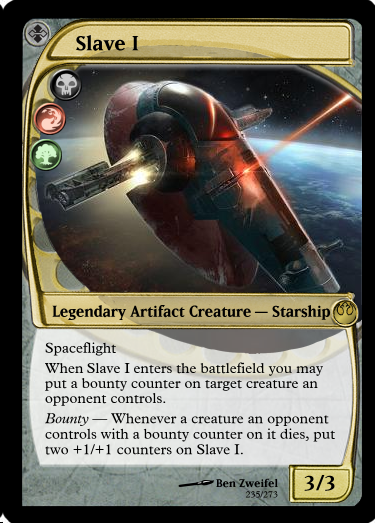 Slave I
Legendary Artifact Creature — Starship
Spaceflight
When Slave I enters the battlefield you may
put a bounty counter on target creature an
opponent controls.
Bounty — Whenever a creature an opponent
controls with a bounty counter on it dies, put
two +1/+1 counters on Slave I.
Ben Zweifel
235/273
3/3